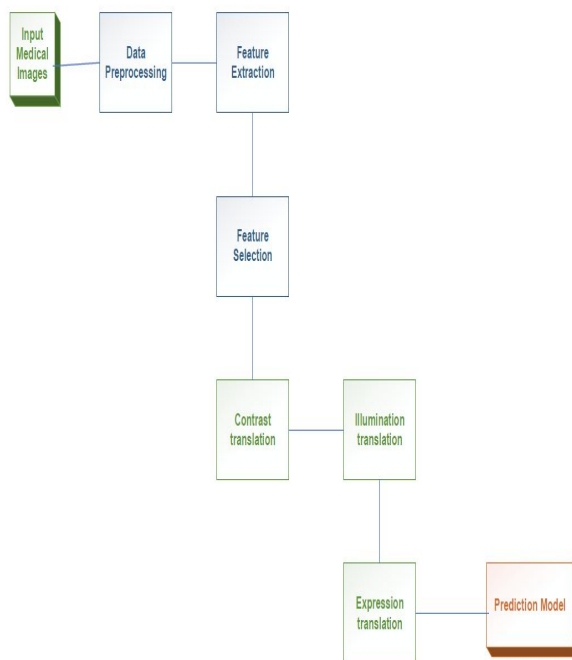 Input
Medical
Images
Data
Preprocessing
Feature
Extraction
Feature
Selection
Contrast
translation
Illumination
translation
Expression
translation
Prediction Model